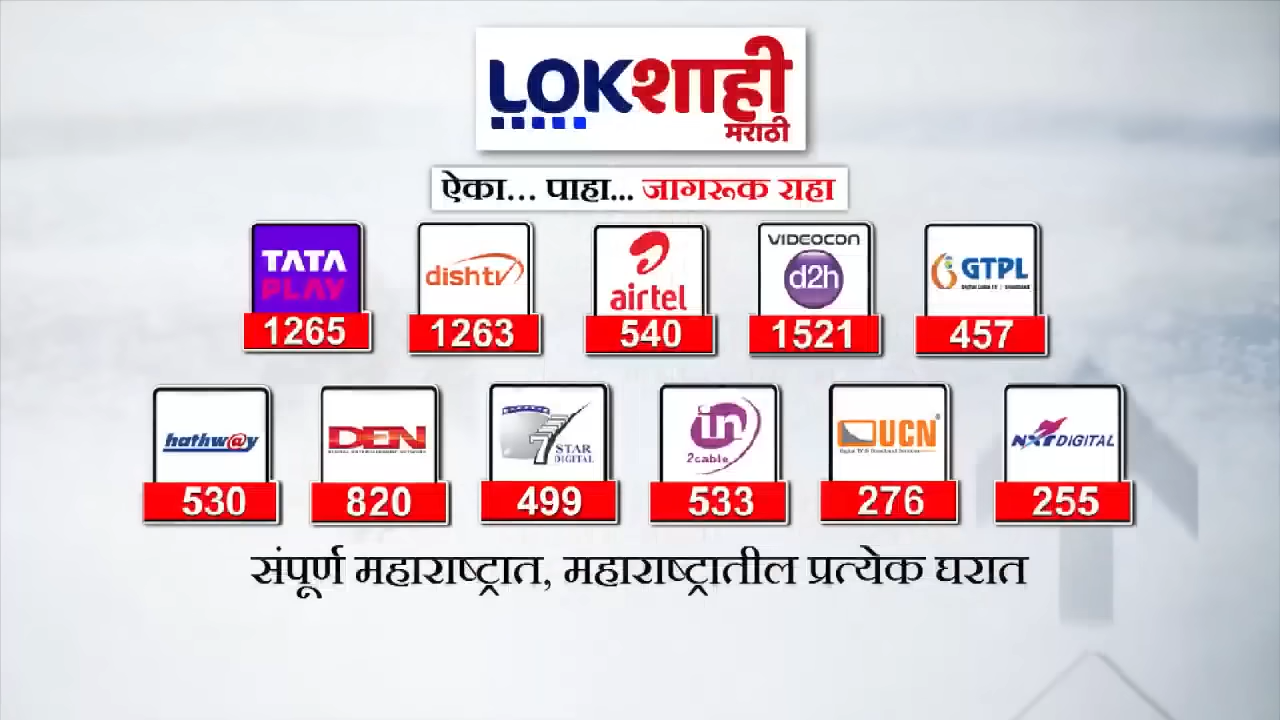 LOKशाही
मराठी
ऐका... पाहा... जागरूक राहा
TATA PLAY
1265
dishtv
1263
airtel
540
VIDEOCON d2h
1521
GTPL
457
hathw@y
530
DEN
820
7 STAR DIGITAL
499
in 2cable
533
UCN
276
NXT DIGITAL
255
संपूर्ण महाराष्ट्रात, महाराष्ट्रातील प्रत्येक घरात